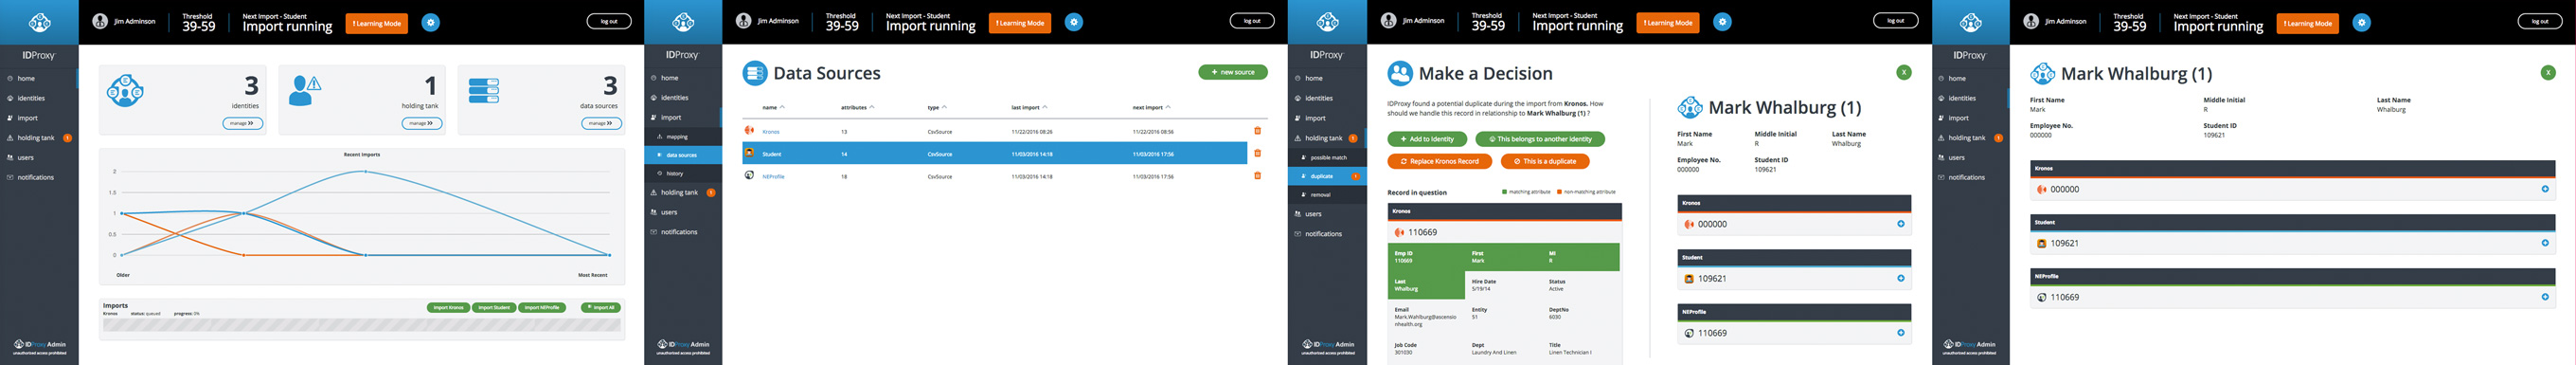 Jim Adminson
Threshold
39-59
Next Import - Student
Import running
! Learning Mode
log out
IDProxy
home
identities
import
holding tank 1
users
notifications
IDProxy Admin
unauthorized access prohibited
3
identities
manage >>
1
holding tank
manage >>
3
data sources
manage >>
Recent Imports
2
1.5
1
0.5
0
Older Most Recent
Imports
Kronos status: queued progress: 0%
Import Kronos Import Student Import NEProfile Import All
Jim Adminson
Threshold
39-59
Next Import - Student
Import running
! Learning Mode
log out
IDProxy
home
identities
import
mapping
data sources
history
holding tank 1
users
notifications
IDProxy Admin
unauthorized access prohibited
Data Sources
+ new source
name attributes type last import next import
Kronos 13 CsvSource 11/22/2016 08:26 11/22/2016 08:56
Student 14 CsvSource 11/03/2016 14:18 11/03/2016 17:56
NEProfile 18 CsvSource 11/03/2016 14:18 11/03/2016 17:56
Jim Adminson
Threshold
39-59
Next Import - Student
Import running
! Learning Mode
log out
IDProxy
home
identities
import
holding tank 1
possible match
duplicate 1
removal
users
notifications
IDProxy Admin
unauthorized access prohibited
Make a Decision
X
IDProxy found a potential duplicate during the import from Kronos. How
should we handle this record in relationship to Mark Whalburg (1) ?
+ Add to Identity
This belongs to another identity
Replace Kronos Record
This is a duplicate
Record in question
matching attribute non-matching attribute
Kronos
110669
Emp ID First MI
110669 Mark R
Last Hire Date Status
Whalburg 5/19/14 Active
Email Entity DeptNo
Mark.Wahlburg@ascensio 51 6030
nhealth.org
Job Code Dept Title
301030 Laundry And Linen Linen Technician I
Mark Whalburg (1)
First Name Middle Initial Last Name
Mark R Whalburg
Employee No. Student ID
000000 109621
Kronos
000000
Student
109621
NEProfile
110669
Jim Adminson
Threshold
39-59
Next Import - Student
Import running
! Learning Mode
log out
IDProxy
home
identities
import
holding tank 1
users
notifications
IDProxy Admin
unauthorized access prohibited
Mark Whalburg (1)
X
First Name Middle Initial Last Name
Mark R Whalburg
Employee No. Student ID
000000 109621
Kronos
000000
Student
109621
NEProfile
110669